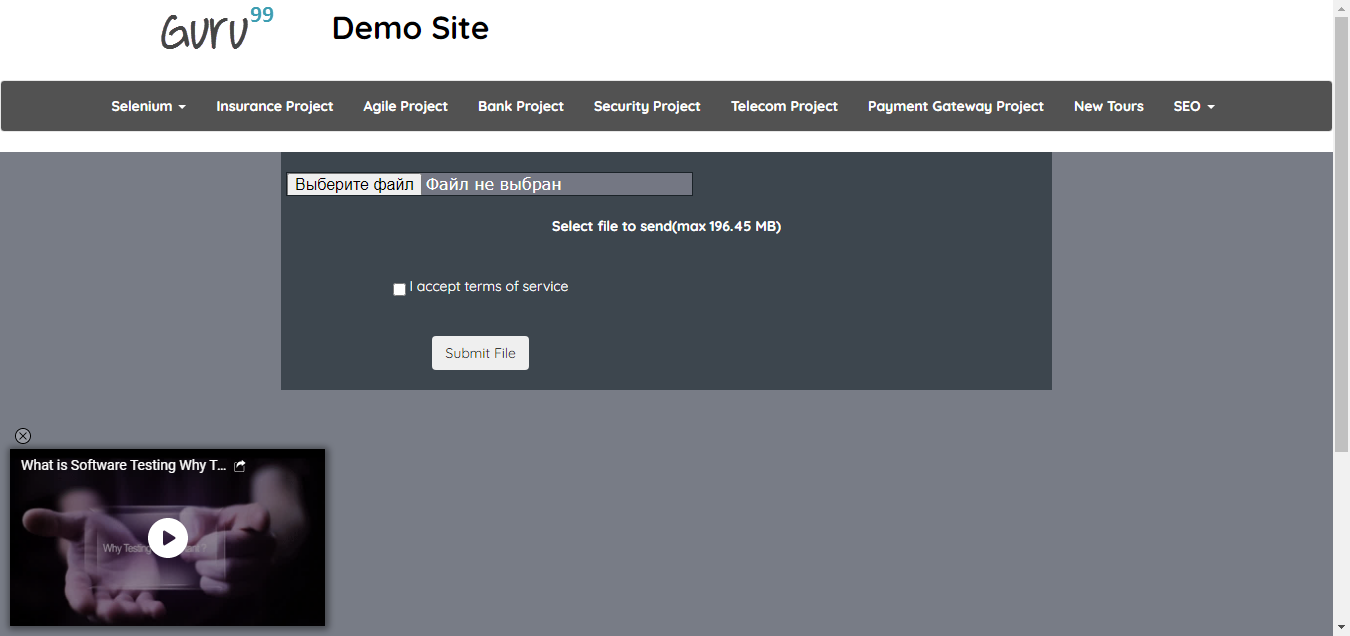 Guru99
Demo Site
Selenium
Insurance Project
Agile Project
Bank Project
Security Project
Telecom Project
Payment Gateway Project
New Tours
SEO
Выберите файл Файл не выбран
Select file to send(max 196.45 MB)
I accept terms of service
Submit File
What is Software Testing Why T...
Why Testing